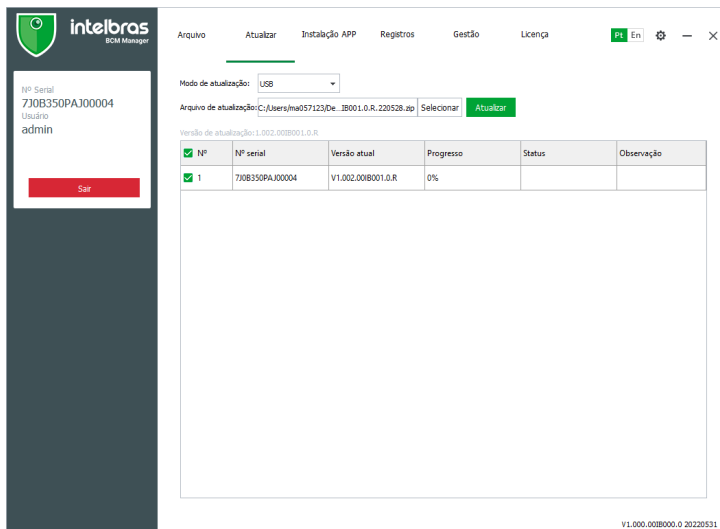 intelbras
BCM Manager
Arquivo Atualizar Instalação APP Registros Gestão Licença Pt En
Nº Serial
7J0B350PAJ00004
Usuário
admin
Sair
Modo de atualização: USB
Arquivo de atualização: C:/Users/ma057123/De...IB001.0.R.220528.zip Selecionar Atualizar
Versão de atualização:1.002.00IB001.0.R
Nº Nº serial Versão atual Progresso Status Observação
1 7J0B350PAJ00004 V1.002.00IB001.0.R 0%
V1.000.00IB000.0 20220531